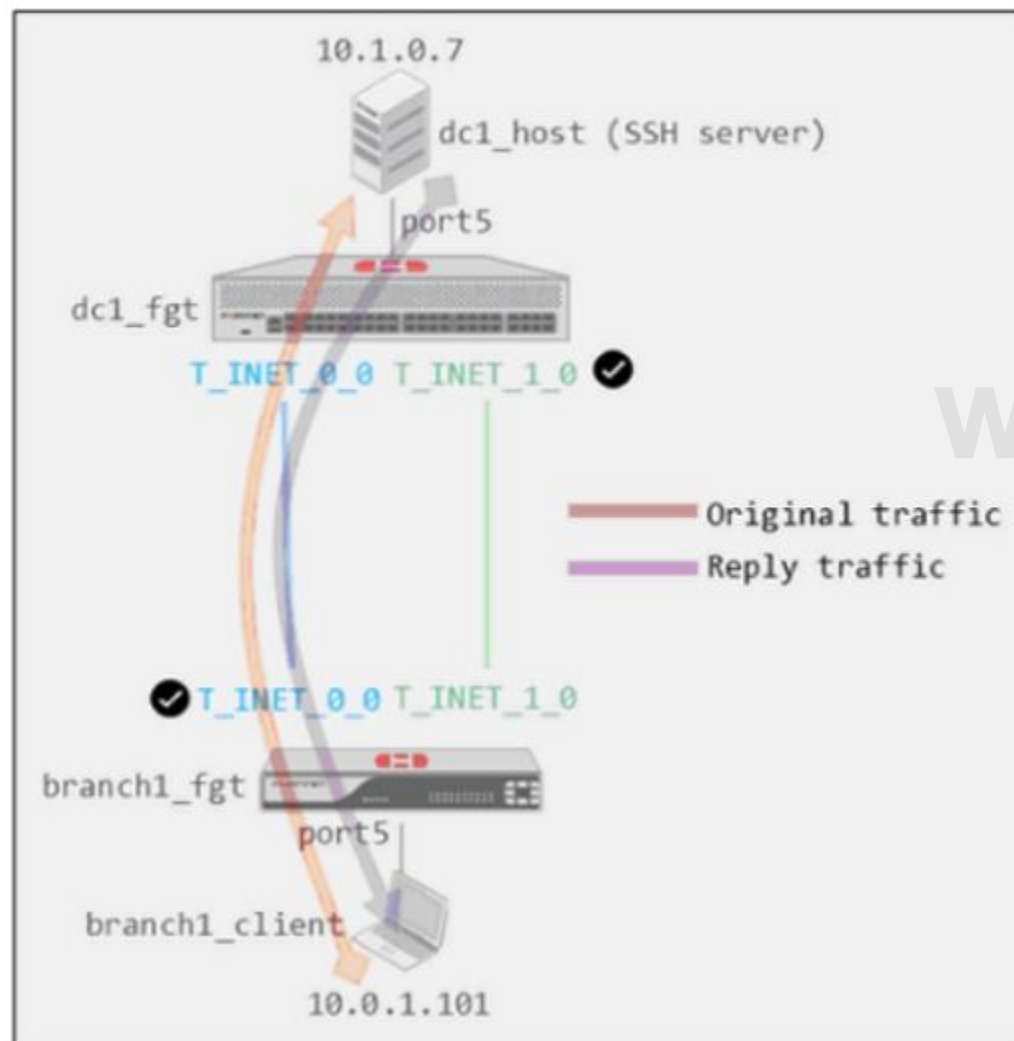 10.1.0.7
dc1_host (SSH server)
port5
dc1_fgt
T_INET_0_0 T_INET_1_0
W
Original traffic
Reply traffic
T_INET_0_0 T_INET_1_0
branch1_fgt
port5
branch1_client
10.0.1.101